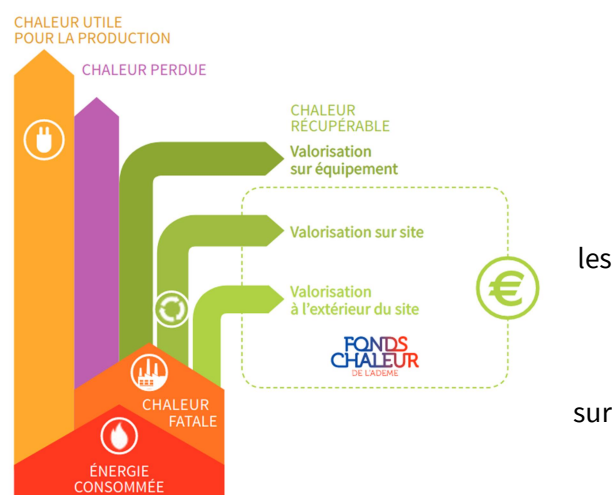 CHALEUR UTILE
POUR LA PRODUCTION
CHALEUR PERDUE
CHALEUR
RÉCUPÉRABLE
Valorisation
sur équipement
Valorisation sur site
les
€
Valorisation
à l'extérieur du site
FONDS
CHALEUR
DE L'ADEME
CHALEUR
FATALE
sur
ÉNERGIE
CONSOMMÉE